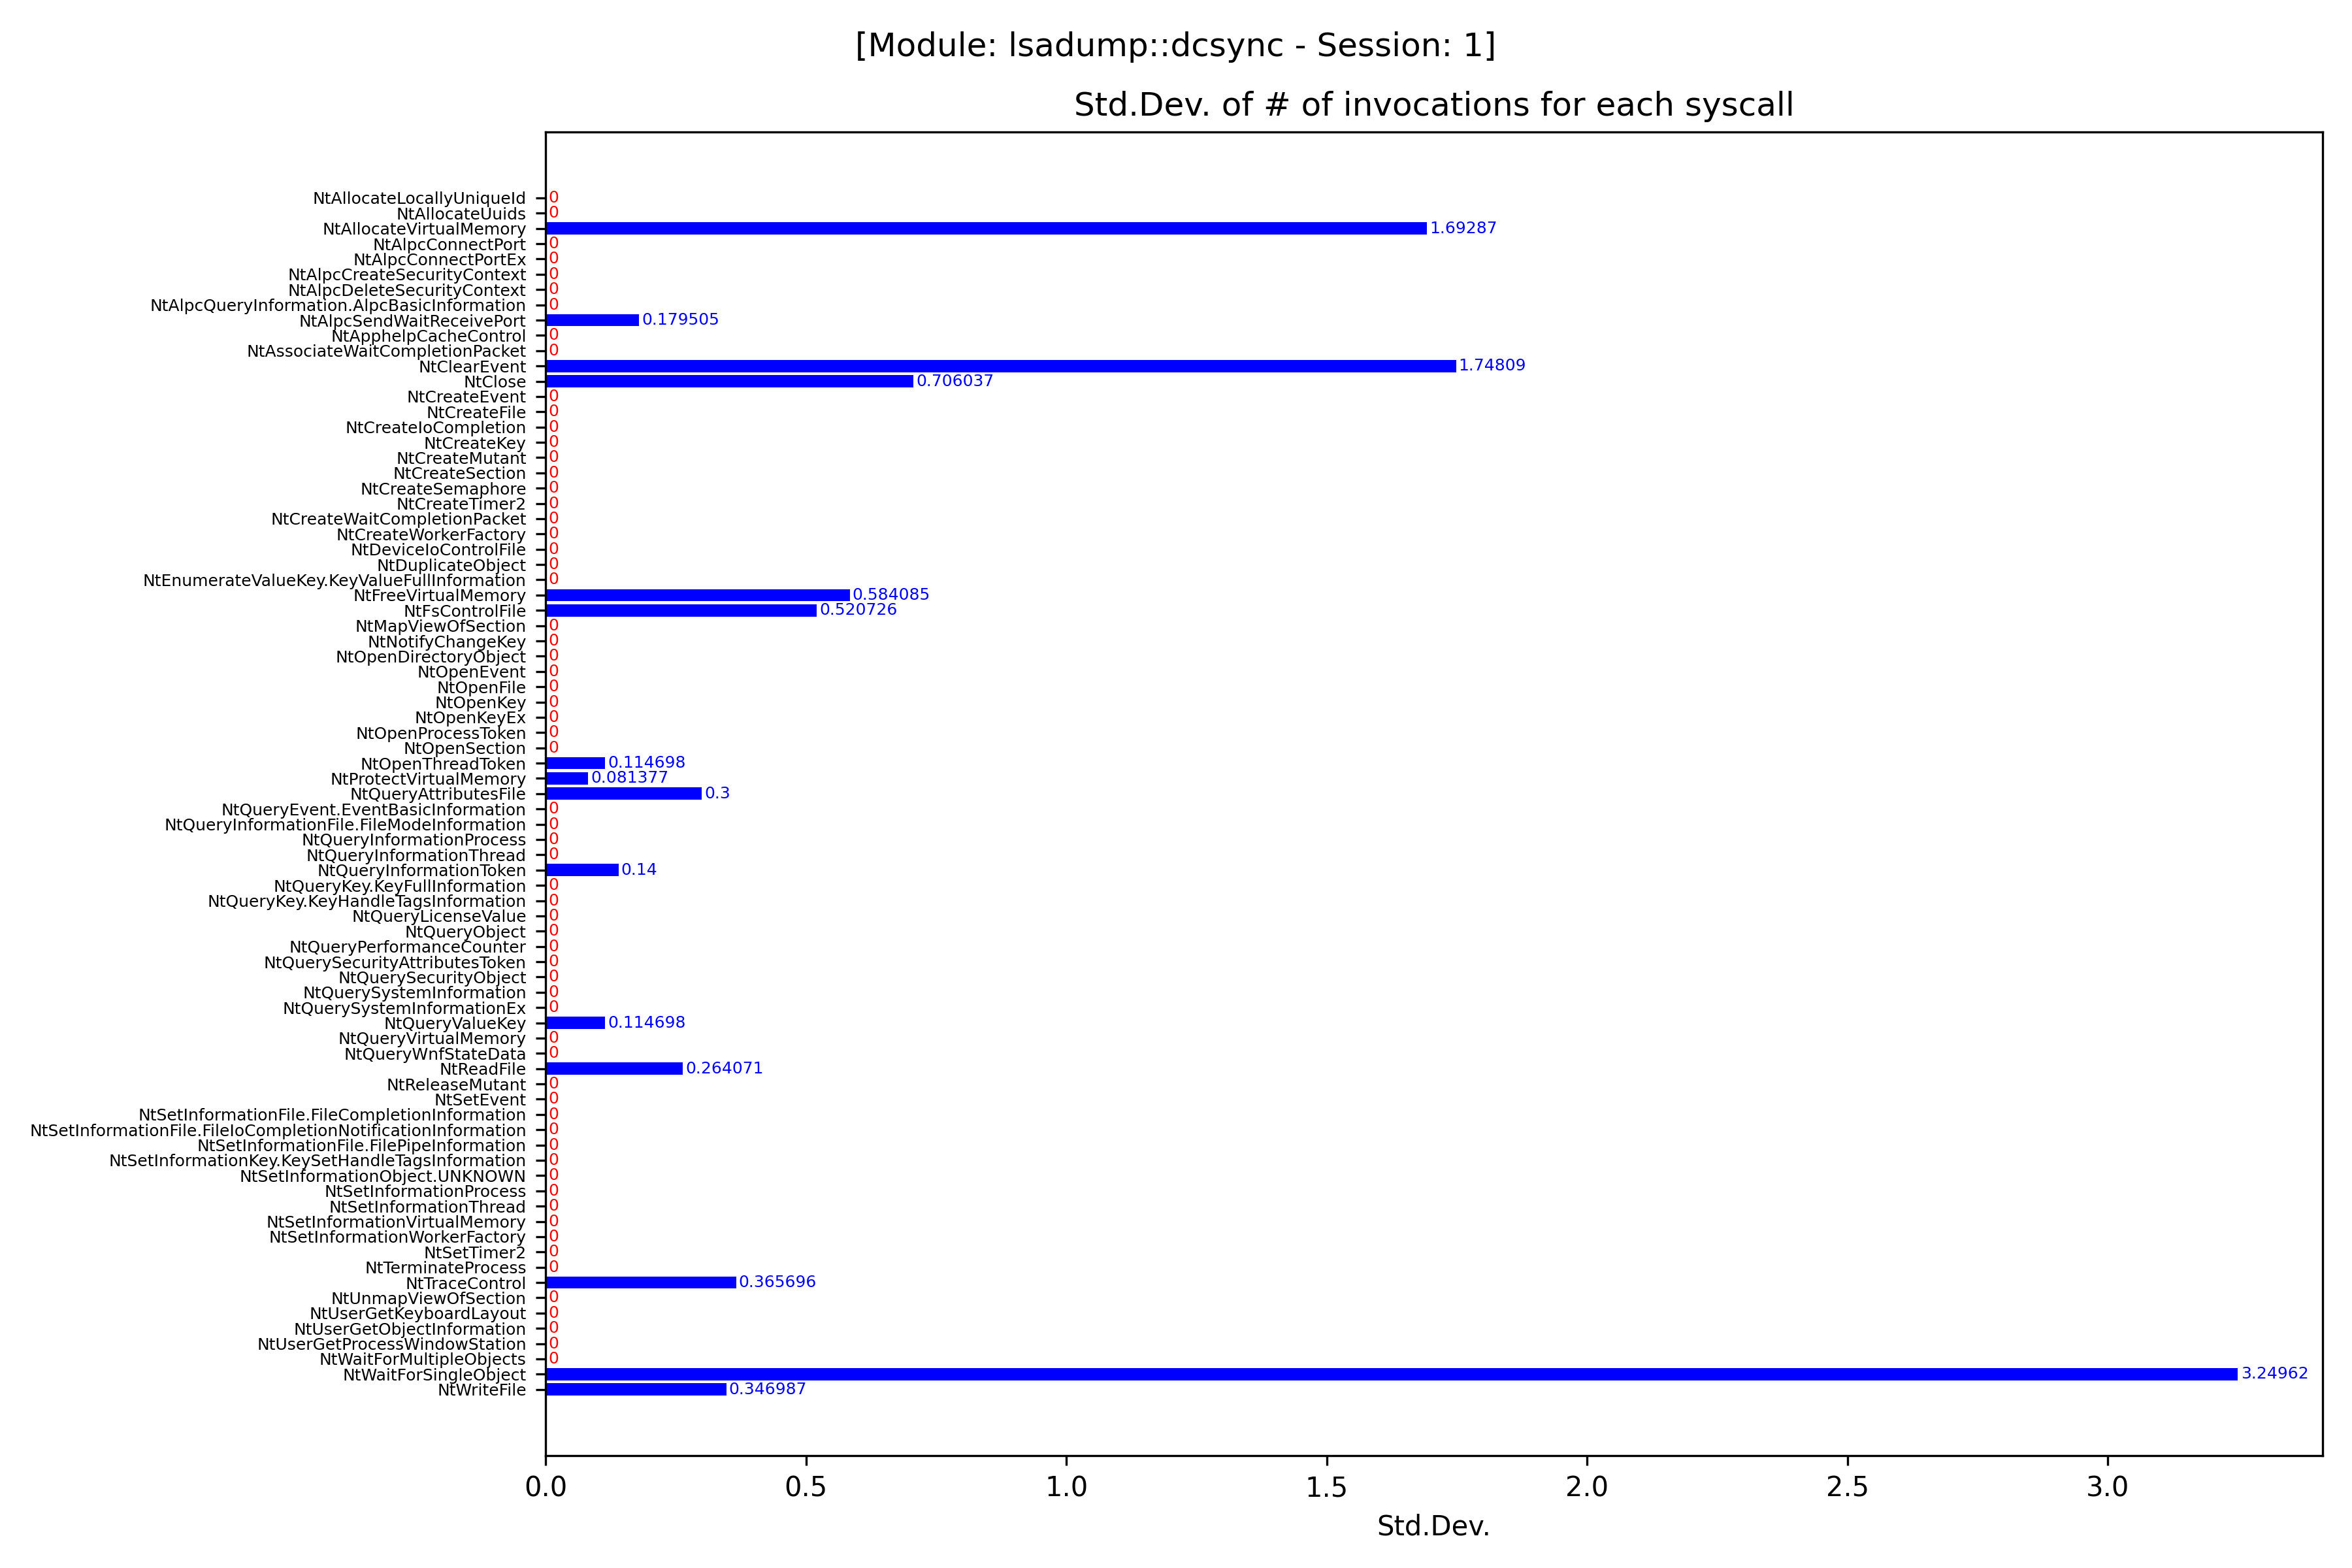 [Module: lsadump::dcsync - Session: 1]
Std.Dev. of # of invocations for each syscall
NtAllocateLocallyUniqueId 0
NtAllocateUuids 0
NtAllocateVirtualMemory 1.69287
NtAlpcConnectPort 0
NtAlpcConnectPortEx 0
NtAlpcCreateSecurityContext 0
NtAlpcDeleteSecurityContext 0
NtAlpcQueryInformation.AlpcBasicInformation 0
NtAlpcSendWaitReceivePort 0.179505
NtApphelpCacheControl 0
NtAssociateWaitCompletionPacket 0
NtClearEvent 1.74809
NtClose 0.706037
NtCreateEvent 0
NtCreateFile 0
NtCreateIoCompletion 0
NtCreateKey 0
NtCreateMutant 0
NtCreateSection 0
NtCreateSemaphore 0
NtCreateTimer2 0
NtCreateWaitCompletionPacket 0
NtCreateWorkerFactory 0
NtDeviceIoControlFile 0
NtDuplicateObject 0
NtEnumerateValueKey.KeyValueFullInformation 0
NtFreeVirtualMemory 0.584085
NtFsControlFile 0.520726
NtMapViewOfSection 0
NtNotifyChangeKey 0
NtOpenDirectoryObject 0
NtOpenEvent 0
NtOpenFile 0
NtOpenKey 0
NtOpenKeyEx 0
NtOpenProcessToken 0
NtOpenSection 0
NtOpenThreadToken 0.114698
NtProtectVirtualMemory 0.081377
NtQueryAttributesFile 0.3
NtQueryEvent.EventBasicInformation 0
NtQueryInformationFile.FileModeInformation 0
NtQueryInformationProcess 0
NtQueryInformationThread 0
NtQueryInformationToken 0.14
NtQueryKey.KeyFullInformation 0
NtQueryKey.KeyHandleTagsInformation 0
NtQueryLicenseValue 0
NtQueryObject 0
NtQueryPerformanceCounter 0
NtQuerySecurityAttributesToken 0
NtQuerySecurityObject 0
NtQuerySystemInformation 0
NtQuerySystemInformationEx 0
NtQueryValueKey 0.114698
NtQueryVirtualMemory 0
NtQueryWnfStateData 0
NtReadFile 0.264071
NtReleaseMutant 0
NtSetEvent 0
NtSetInformationFile.FileCompletionInformation 0
NtSetInformationFile.FileIoCompletionNotificationInformation 0
NtSetInformationFile.FilePipeInformation 0
NtSetInformationKey.KeySetHandleTagsInformation 0
NtSetInformationObject.UNKNOWN 0
NtSetInformationProcess 0
NtSetInformationThread 0
NtSetInformationVirtualMemory 0
NtSetInformationWorkerFactory 0
NtSetTimer2 0
NtTerminateProcess 0
NtTraceControl 0.365696
NtUnmapViewOfSection 0
NtUserGetKeyboardLayout 0
NtUserGetObjectInformation 0
NtUserGetProcessWindowStation 0
NtWaitForMultipleObjects 0
NtWaitForSingleObject 3.24962
NtWriteFile 0.346987
0.0 0.5 1.0 1.5 2.0 2.5 3.0
Std.Dev.